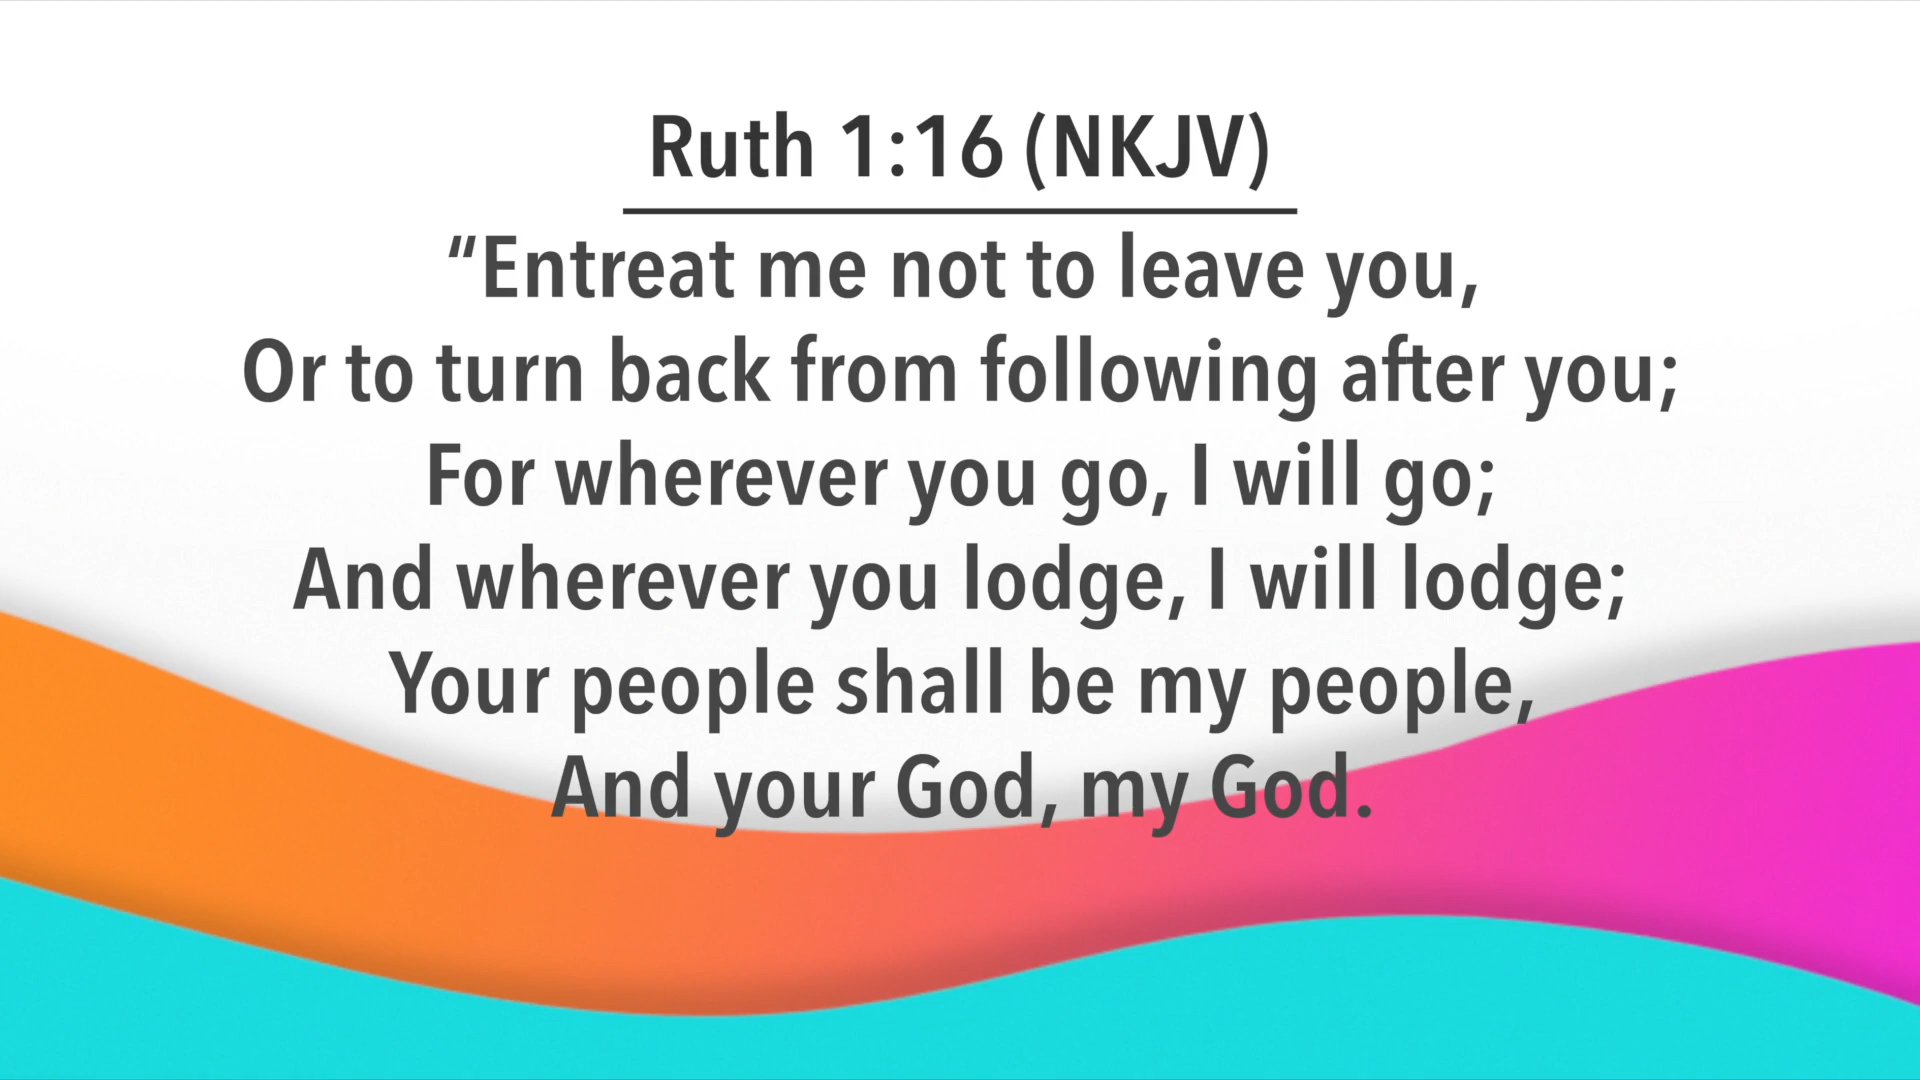 Ruth 1:16 (NKJV)
“Entreat me not to leave you,
Or to turn back from following after you;
For wherever you go, I will go;
And wherever you lodge, I will lodge;
Your people shall be my people,
And your God, my God.